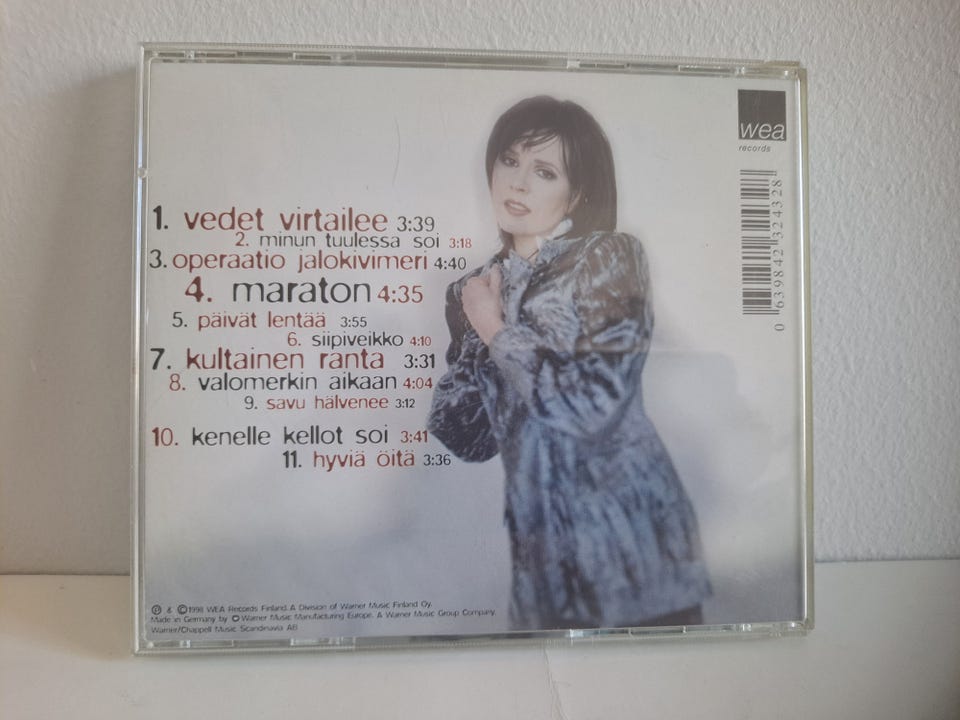 1. vedet virtailee 3:39
2. minun tuulessa soi 3:18
3. operaatio jalokivimeri 4:40
4. maraton 4:35
5. päivät lentää 3:55
6. siipiveikko 4:10
7. kultainen ranta 3:31
8. valomerkin aikaan 4:04
9. savu hälvenee 3:12
10. kenelle kellot soi 3:41
11. hyviä öitä 3:36
wea
records
0 639842 324328
℗ & ©1998 WEA Records Finland. A Division of Warner Music Finland Oy.
Made in Germany by © Warner Music Manufacturing Europe. A Warner Music Group Company.
Warner/Chappell Music Scandinavia AB